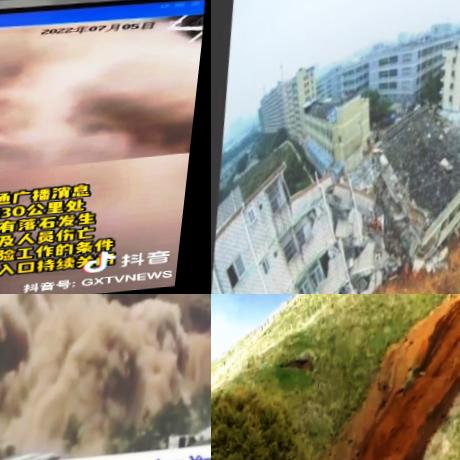 2022年07月05日
通广播消息
30公里处
有落石发生
及人员伤亡
险工作的条件
入口持续关
抖音
抖音号: GXTVNEWS